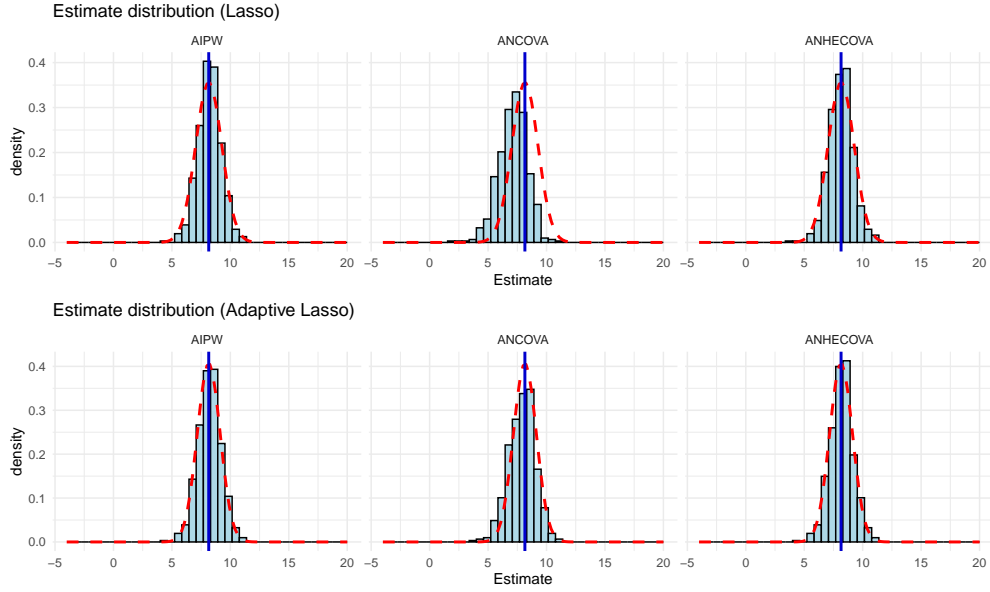 Estimate distribution (Lasso)
AIPW ANCOVA ANHECOVA
density
0.4
0.3
0.2
0.1
0.0
−5 0 5 10 15 20 −5 0 5 10 15 20 −5 0 5 10 15 20
Estimate
Estimate distribution (Adaptive Lasso)
AIPW ANCOVA ANHECOVA
density
0.4
0.3
0.2
0.1
0.0
−5 0 5 10 15 20 −5 0 5 10 15 20 −5 0 5 10 15 20
Estimate